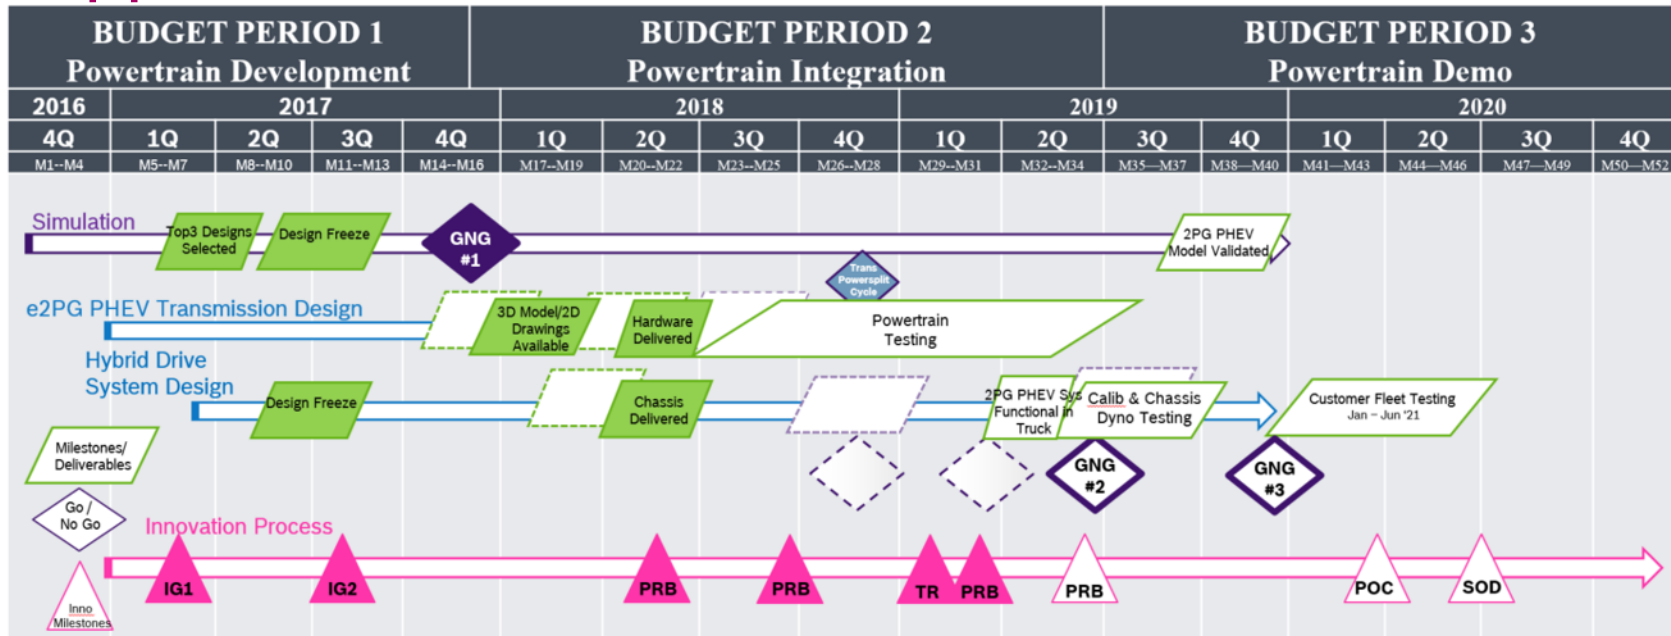 BUDGET PERIOD 1
Powertrain Development
BUDGET PERIOD 2
Powertrain Integration
BUDGET PERIOD 3
Powertrain Demo
2016 2017 2018 2019 2020
4Q 1Q 2Q 3Q 4Q 1Q 2Q 3Q 4Q 1Q 2Q 3Q 4Q 1Q 2Q 3Q 4Q
M1--M4 M5--M7 M8--M10 M11--M13 M14--M16 M17--M19 M20--M22 M23--M25 M26--M28 M29--M31 M32--M34 M35—M37 M38—M40 M41—M43 M44—M46 M47—M49 M50—M52
Simulation
Top3 Designs
Selected
Design Freeze
GNG
#1
2PG PHEV
Model Validated
Trans
Powersplit
Cycle
e2PG PHEV Transmission Design
3D Model/2D
Drawings
Available
Hardware
Delivered
Powertrain
Testing
Hybrid Drive
System Design
Design Freeze
Chassis
Delivered
2PG PHEV Sys
Functional in
Truck
Calib & Chassis
Dyno Testing
Customer Fleet Testing
Jan – Jun '21
Milestones/
Deliverables
GNG
#2
GNG
#3
Go /
No Go
Innovation Process
IG1
IG2
PRB
PRB
TR
PRB
PRB
POC
SOD
Inno
Milestones